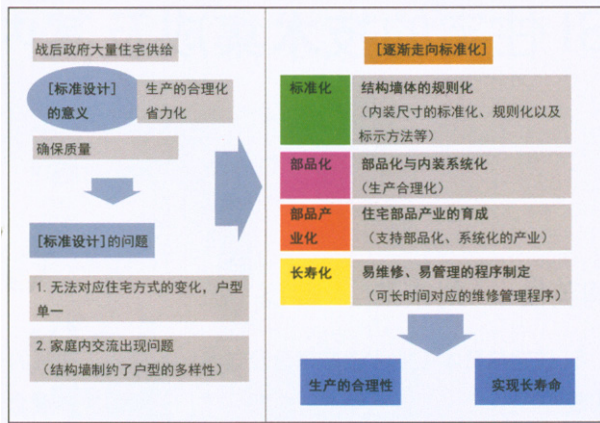 战后政府大量住宅供给
[标准设计]
的意义
生产的合理化
省力化
确保质量
[标准设计]的问题
1. 无法对应住宅方式的变化，户型
单一
2. 家庭内交流出现问题
（结构墙制约了户型的多样性）
[逐渐走向标准化]
标准化
结构墙体的规则化
（内装尺寸的标准化、规则化以及
标示方法等）
部品化
部品化与内装系统化
（生产合理化）
部品产
业化
住宅部品产业的育成
（支持部品化、系统化的产业）
长寿化
易维修、易管理的程序制定
（可长时间对应的维修管理程序）
生产的合理性
实现长寿命